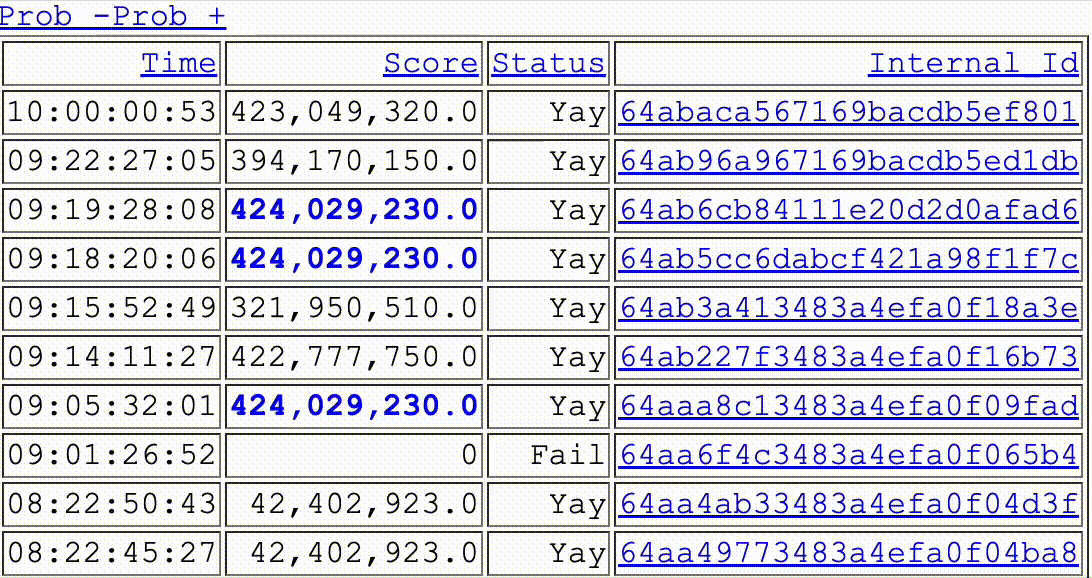 Prob -Prob +
Time Score Status Internal Id
10:00:00:53 423,049,320.0 Yay 64abaca567169bacdb5ef801
09:22:27:05 394,170,150.0 Yay 64ab96a967169bacdb5ed1db
09:19:28:08 424,029,230.0 Yay 64ab6cb84111e20d2d0afad6
09:18:20:06 424,029,230.0 Yay 64ab5cc6dabcf421a98f1f7c
09:15:52:49 321,950,510.0 Yay 64ab3a413483a4efa0f18a3e
09:14:11:27 422,777,750.0 Yay 64ab227f3483a4efa0f16b73
09:05:32:01 424,029,230.0 Yay 64aaa8c13483a4efa0f09fad
09:01:26:52 0 Fail 64aa6f4c3483a4efa0f065b4
08:22:50:43 42,402,923.0 Yay 64aa4ab33483a4efa0f04d3f
08:22:45:27 42,402,923.0 Yay 64aa49773483a4efa0f04ba8